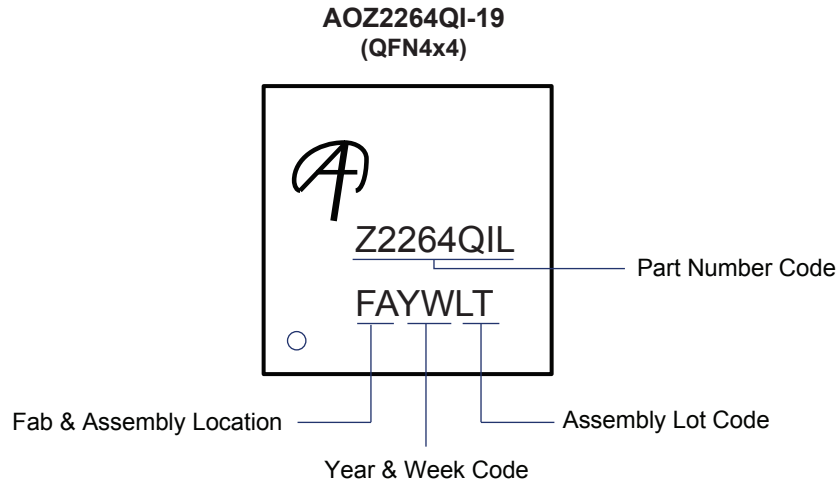 AOZ2264QI-19
(QFN4x4)
Z2264QIL
Part Number Code
FAYWLT
Fab & Assembly Location
Assembly Lot Code
Year & Week Code